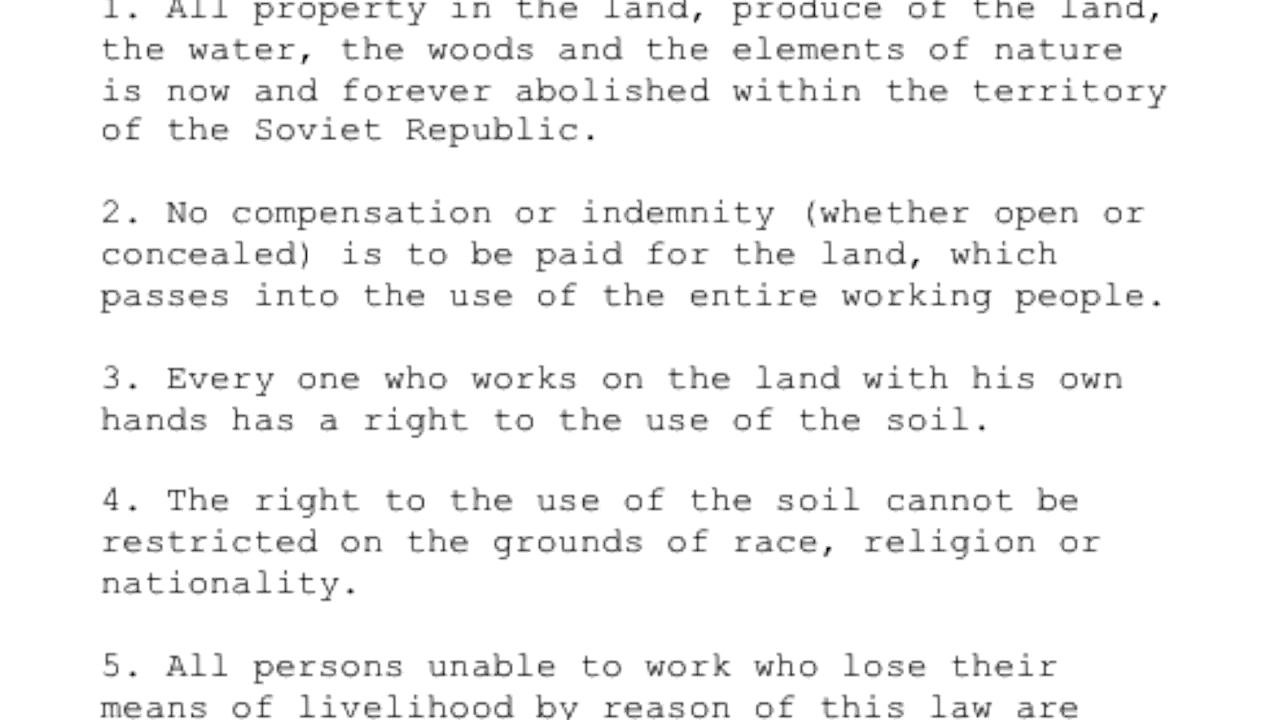 1. All property in the land, produce of the land,
the water, the woods and the elements of nature
is now and forever abolished within the territory
of the Soviet Republic.
2. No compensation or indemnity (whether open or
concealed) is to be paid for the land, which
passes into the use of the entire working people.
3. Every one who works on the land with his own
hands has a right to the use of the soil.
4. The right to the use of the soil cannot be
restricted on the grounds of race, religion or
nationality.
5. All persons unable to work who lose their
means of livelihood by reason of this law are